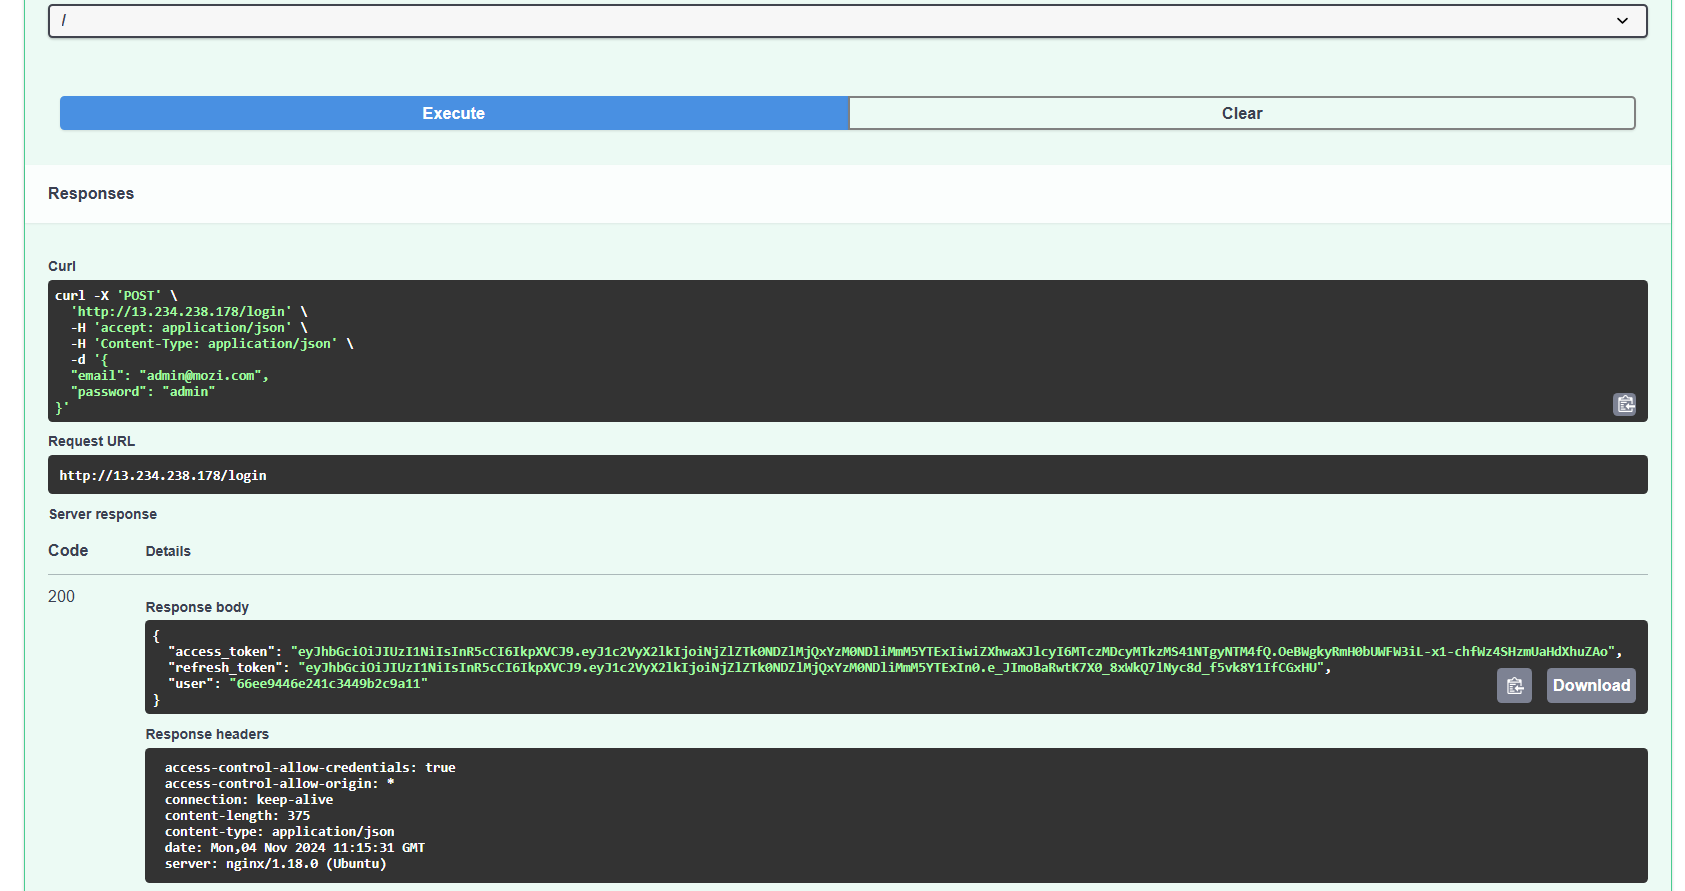 /
Execute
Clear
Responses
Curl
curl -X 'POST' \
'http://13.234.238.178/login' \
-H 'accept: application/json' \
-H 'Content-Type: application/json' \
-d '{
"email": "admin@mozi.com",
"password": "admin"
}'
Request URL
http://13.234.238.178/login
Server response
Code Details
200
Response body
{
"access_token": "eyJhbGciOiJIUzI1NiIsInR5cCI6IkpXVCJ9.eyJ1c2VyX2lkIjoiNjZlZTk0NDZlMjQxYzM0NDliMmM5YTExIiwiZXhwaXJlcyI6MTczMDcyMTkzMS41NTgyNTM4fQ.OeBWgkyRmH0bUWFW3iL-x1-chfWz4SHzmUaHdXhuZAo",
"refresh_token": "eyJhbGciOiJIUzI1NiIsInR5cCI6IkpXVCJ9.eyJ1c2VyX2lkIjoiNjZlZTk0NDZlMjQxYzM0NDliMmM5YTExIn0.e_JImoBaRwtK7X0_8xWkQ7lNyc8d_f5vk8Y1IfCGxHU",
"user": "66ee9446e241c3449b2c9a11"
}
Download
Response headers
access-control-allow-credentials: true
access-control-allow-origin: *
connection: keep-alive
content-length: 375
content-type: application/json
date: Mon,04 Nov 2024 11:15:31 GMT
server: nginx/1.18.0 (Ubuntu)